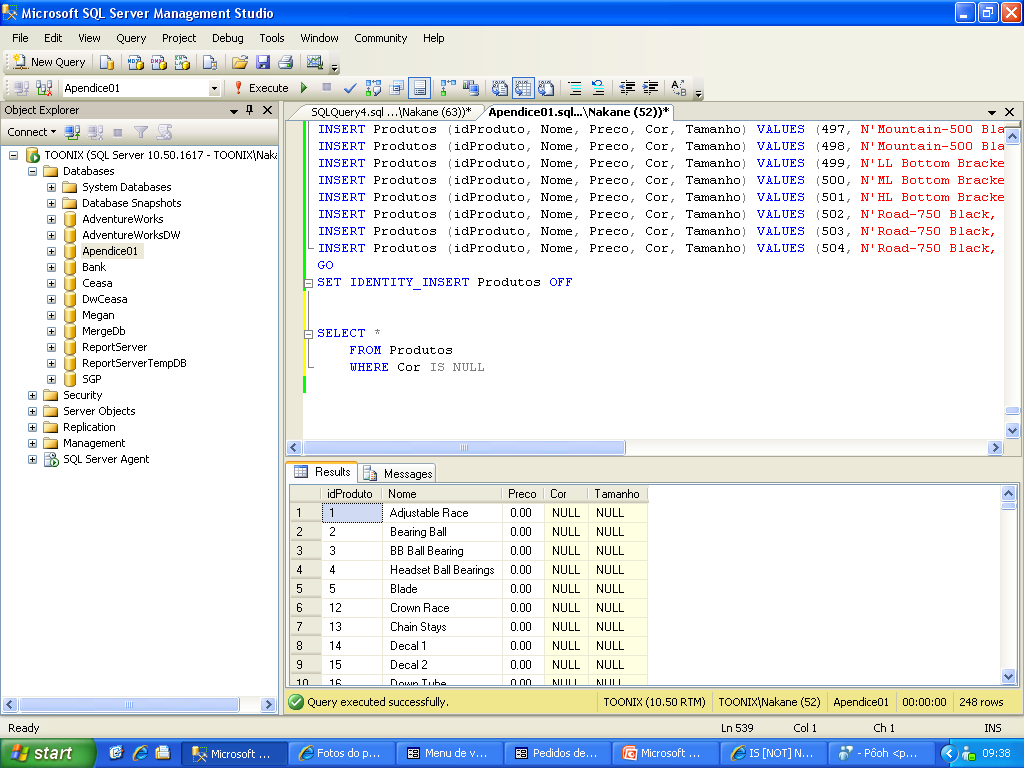 Microsoft SQL Server Management Studio
File Edit View Query Project Debug Tools Window Community Help
New Query
Apendice01 Execute
Object Explorer
Connect
TOONIX (SQL Server 10.50.1617 - TOONIX\Naka
Databases
System Databases
Database Snapshots
AdventureWorks
AdventureWorksDW
Apendice01
Bank
Ceasa
DwCeasa
Megan
MergeDb
ReportServer
ReportServerTempDB
SGP
Security
Server Objects
Replication
Management
SQL Server Agent
SQLQuery4.sql ...\Nakane (63))* Apendice01.sql...\Nakane (52))*
INSERT Produtos (idProduto, Nome, Preco, Cor, Tamanho) VALUES (497, N'Mountain-500 Bla
INSERT Produtos (idProduto, Nome, Preco, Cor, Tamanho) VALUES (498, N'Mountain-500 Bla
INSERT Produtos (idProduto, Nome, Preco, Cor, Tamanho) VALUES (499, N'LL Bottom Bracke
INSERT Produtos (idProduto, Nome, Preco, Cor, Tamanho) VALUES (500, N'ML Bottom Bracke
INSERT Produtos (idProduto, Nome, Preco, Cor, Tamanho) VALUES (501, N'HL Bottom Bracke
INSERT Produtos (idProduto, Nome, Preco, Cor, Tamanho) VALUES (502, N'Road-750 Black,
INSERT Produtos (idProduto, Nome, Preco, Cor, Tamanho) VALUES (503, N'Road-750 Black,
INSERT Produtos (idProduto, Nome, Preco, Cor, Tamanho) VALUES (504, N'Road-750 Black,
GO
SET IDENTITY_INSERT Produtos OFF
SELECT *
FROM Produtos
WHERE Cor IS NULL
Results Messages
idProduto Nome Preco Cor Tamanho
1 1 Adjustable Race 0.00 NULL NULL
2 2 Bearing Ball 0.00 NULL NULL
3 3 BB Ball Bearing 0.00 NULL NULL
4 4 Headset Ball Bearings 0.00 NULL NULL
5 5 Blade 0.00 NULL NULL
6 12 Crown Race 0.00 NULL NULL
7 13 Chain Stays 0.00 NULL NULL
8 14 Decal 1 0.00 NULL NULL
9 15 Decal 2 0.00 NULL NULL
10 16 Down Tube 0.00 NULL NULL
Query executed successfully. TOONIX (10.50 RTM) TOONIX\Nakane (52) Apendice01 00:00:00 248 rows
Ready Ln 539 Col 1 Ch 1 INS
start Microsoft ... Fotos do p... Menu de v... Pedidos de... Microsoft ... IS [NOT] N... - Pôoh <p... 09:38